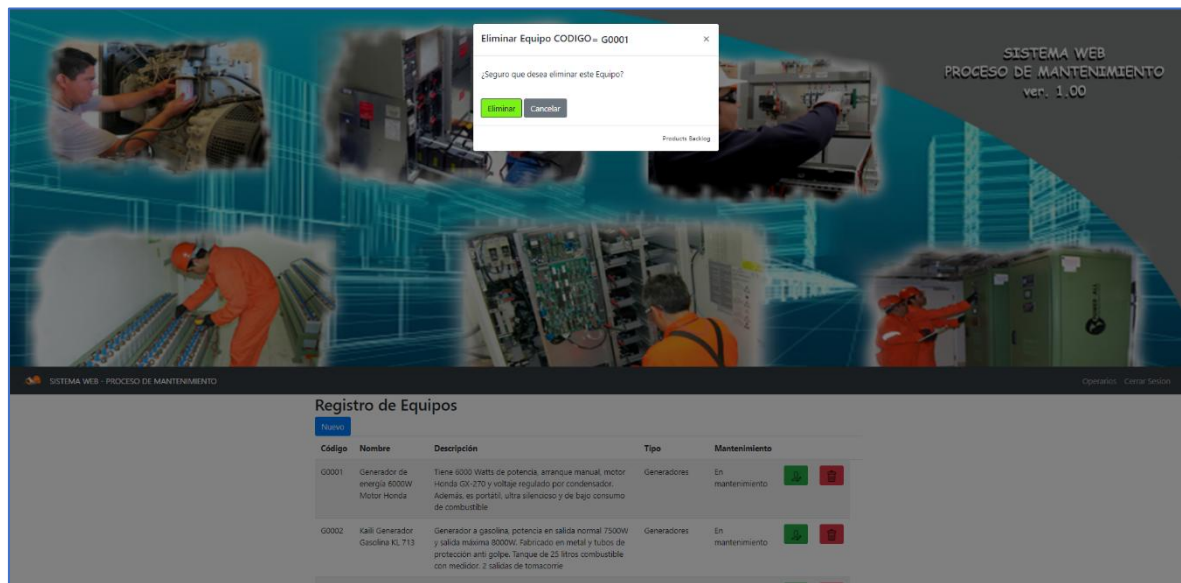 Eliminar Equipo CODIGO= G0001 ×
¿Seguro que desea eliminar este Equipo?
Eliminar Cancelar
Products Backlog
SISTEMA WEB
PROCESO DE MANTENIMIENTO
ver. 1.00
SISTEMA WEB - PROCESO DE MANTENIMIENTO Operarios Cerrar Sesion
Registro de Equipos
Nuevo
Código Nombre Descripción Tipo Mantenimiento
G0001 Generador de energía 6000W Motor Honda
Tiene 6000 Watts de potencia, arranque manual, motor
Honda GX-270 y voltaje regulado por condensador.
Además, es portátil, ultra silencioso y de bajo consumo
de combustible
Generadores En mantenimiento
G0002 Kaili Generador Gasolina KL 713
Generador a gasolina, potencia en salida normal 7500W
y salida máxima 8000W. Fabricado en metal y tubos de
protección anti golpe. Tanque de 25 litros combustible
con medidor. 2 salidas de tomacorrie
Generadores En mantenimiento